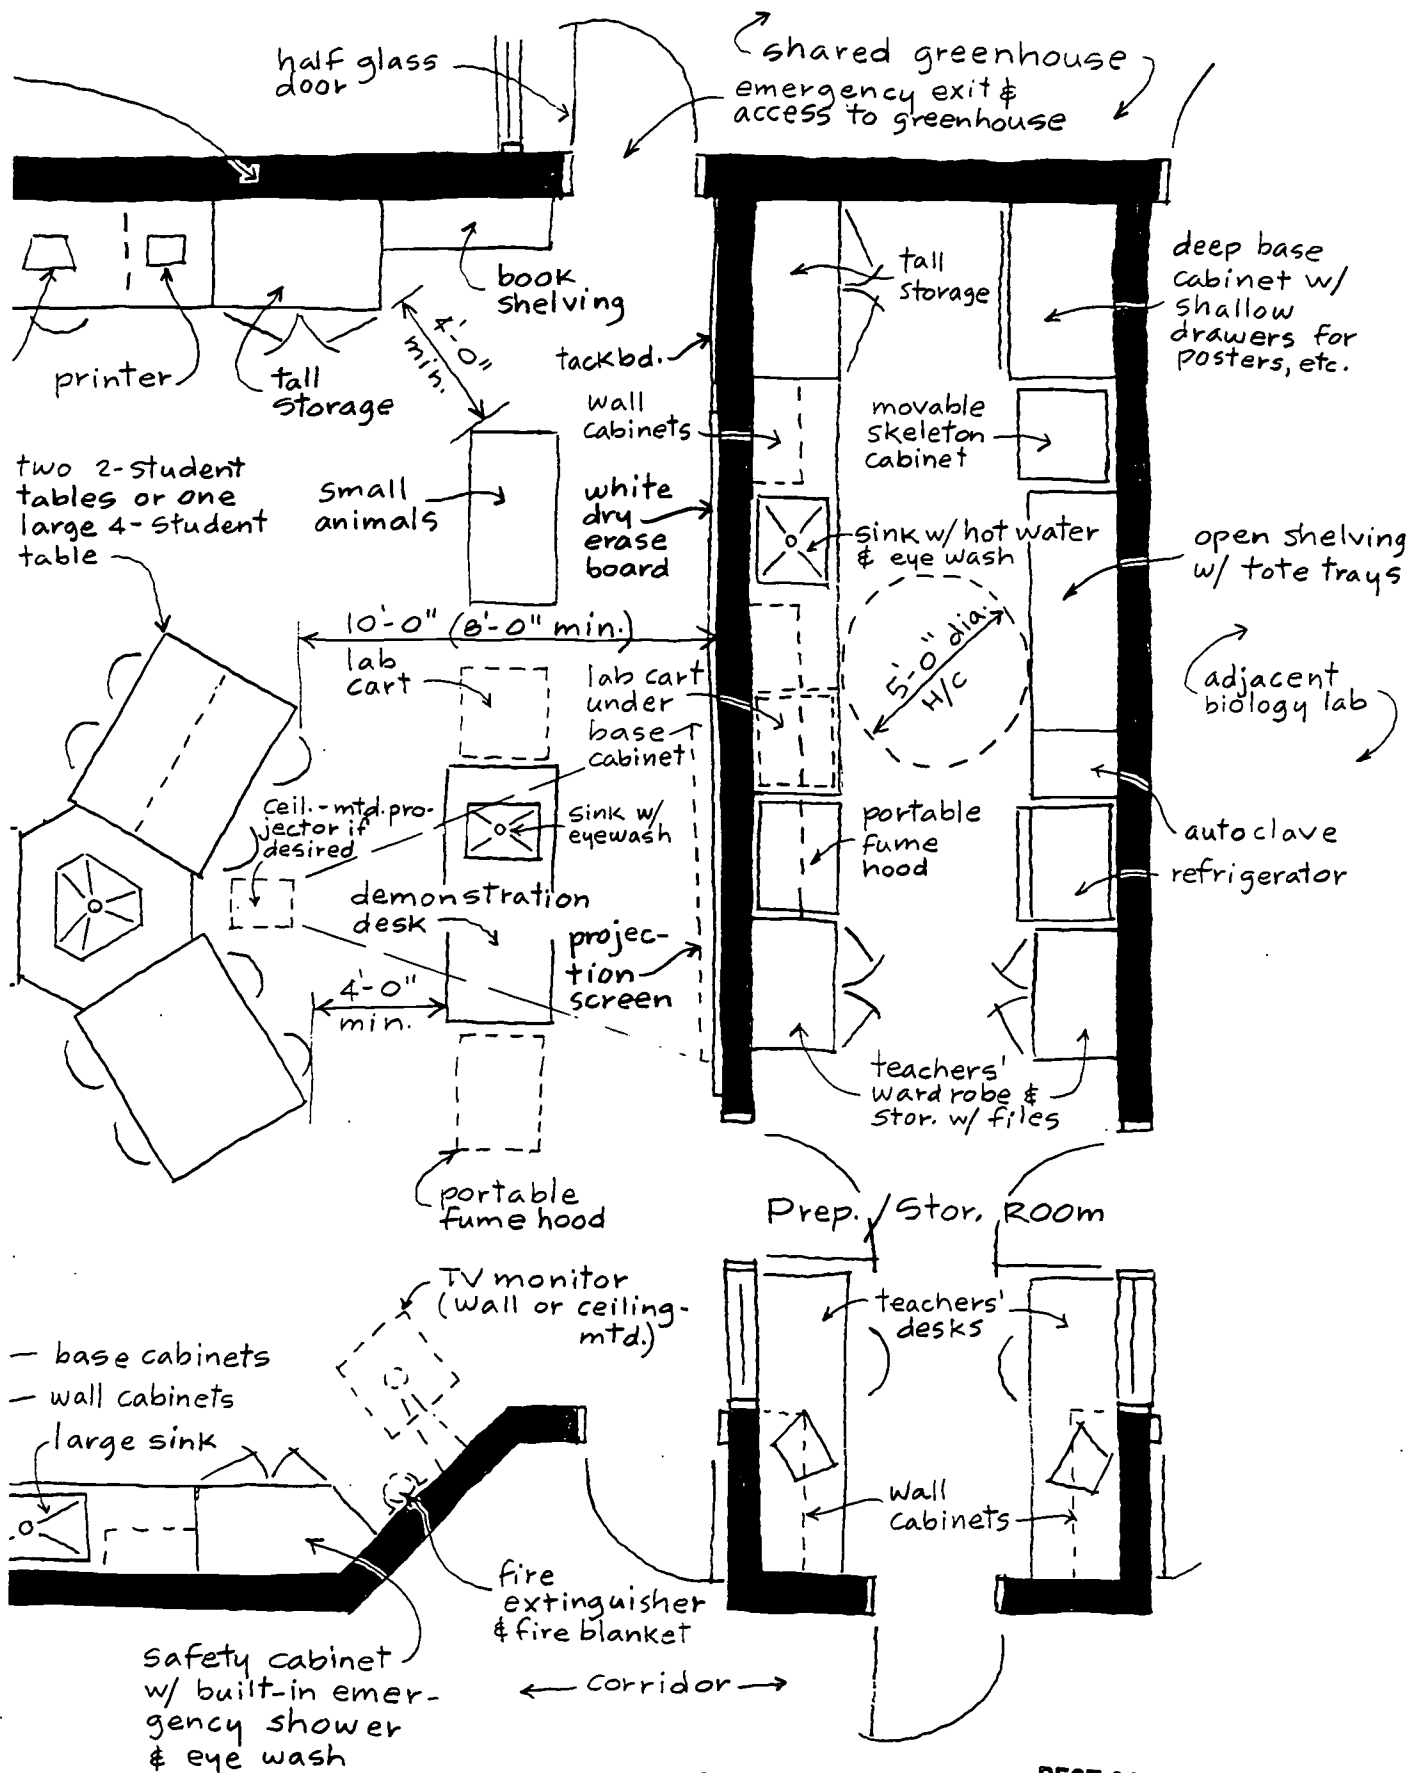 half glass
door
shared greenhouse
emergency exit &
access to greenhouse
book
shelving
tall
storage
deep base
cabinet w/
shallow
drawers for
posters, etc.
4'-0"
min.
tackbd.
printer
tall
storage
wall
cabinets
movable
skeleton
cabinet
two 2-student
tables or one
large 4-student
table
small
animals
white
dry
erase
board
sink w/ hot water
& eye wash
open shelving
w/ tote trays
10'-0" (8'-0" min.)
5'-0" dia.
H/C
lab
cart
lab cart
under
base
cabinet
adjacent
biology lab
ceil.-mtd. pro-
jector if
desired
sink w/
eyewash
portable
fume
hood
autoclave
refrigerator
demonstration
desk
projec-
tion
screen
4'-0"
min.
teachers'
wardrobe &
stor. w/ files
portable
fume hood
Prep. / Stor. Room
TV monitor
(wall or ceiling-
mtd.)
teachers'
desks
base cabinets
wall cabinets
large sink
wall
cabinets
fire
extinguisher
& fire blanket
safety cabinet
w/ built-in emer-
gency shower
& eye wash
corridor